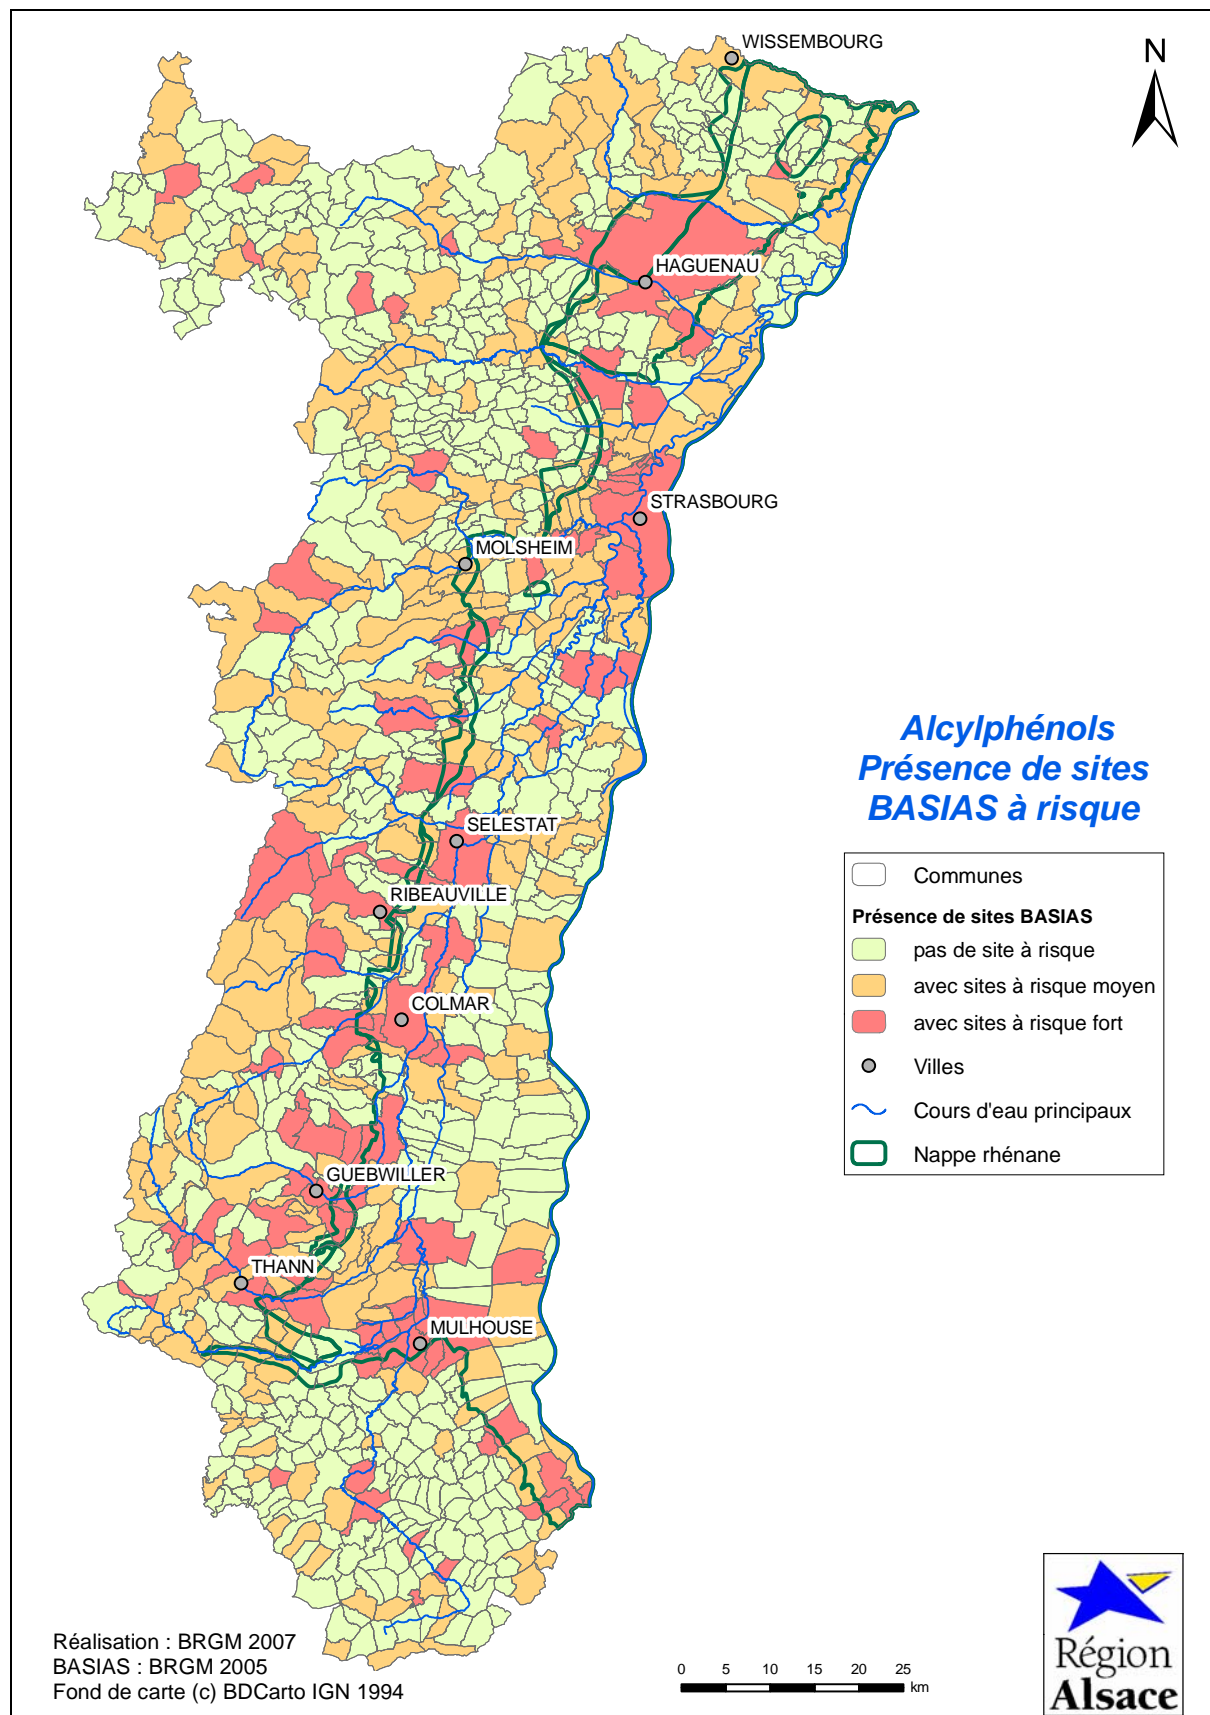 WISSEMBOURG
N
HAGUENAU
STRASBOURG
MOLSHEIM
Alcylphénols
Présence de sites
BASIAS à risque
SELESTAT
Communes
RIBEAUVILLE
Présence de sites BASIAS
pas de site à risque
avec sites à risque moyen
COLMAR
avec sites à risque fort
Villes
Cours d'eau principaux
Nappe rhénane
GUEBWILLER
THANN
MULHOUSE
Réalisation : BRGM 2007
BASIAS : BRGM 2005
Fond de carte (c) BDCarto IGN 1994
0 5 10 15 20 25
km
Région
Alsace